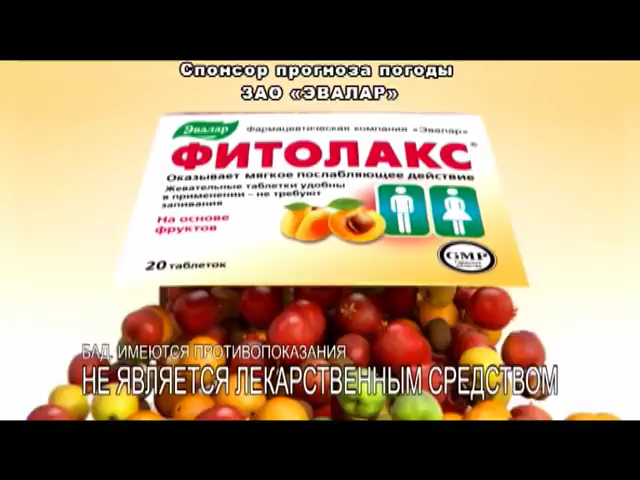 Спонсор прогноза погоды
ЗАО «ЭВАЛАР»
Эвалар
Фармацевтическая компания «Эвалар»
ФИТОЛАКС®
Оказывает мягкое послабляющее действие
Жевательные таблетки удобны
в применении – не требуют
запивания
На основе
фруктов
GMP
20 таблеток
БАД. ИМЕЮТСЯ ПРОТИВОПОКАЗАНИЯ
НЕ ЯВЛЯЕТСЯ ЛЕКАРСТВЕННЫМ СРЕДСТВОМ